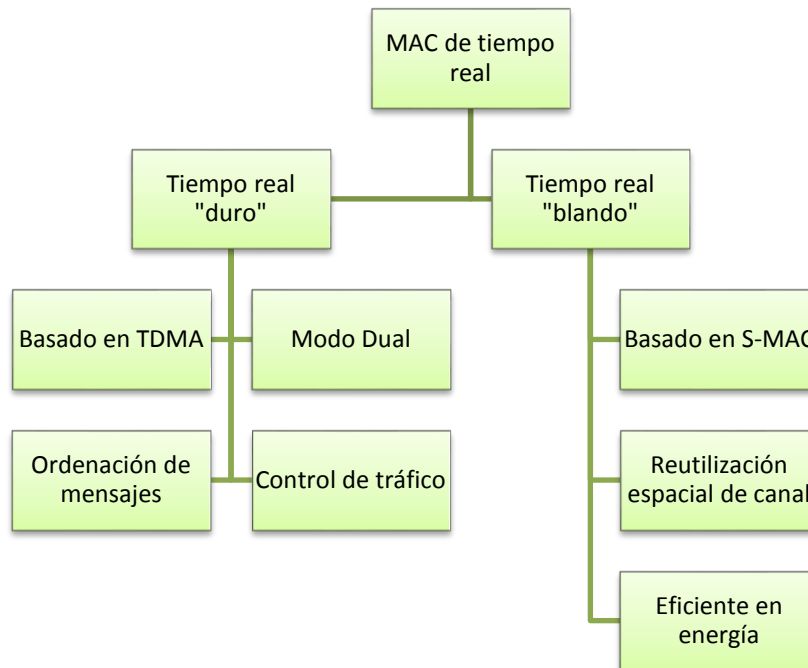 MAC de tiempo
real
Tiempo real
"duro"
Tiempo real
"blando"
Basado en TDMA
Modo Dual
Basado en S-MAC
Ordenación de
mensajes
Control de tráfico
Reutilización
espacial de canal
Eficiente en
energía